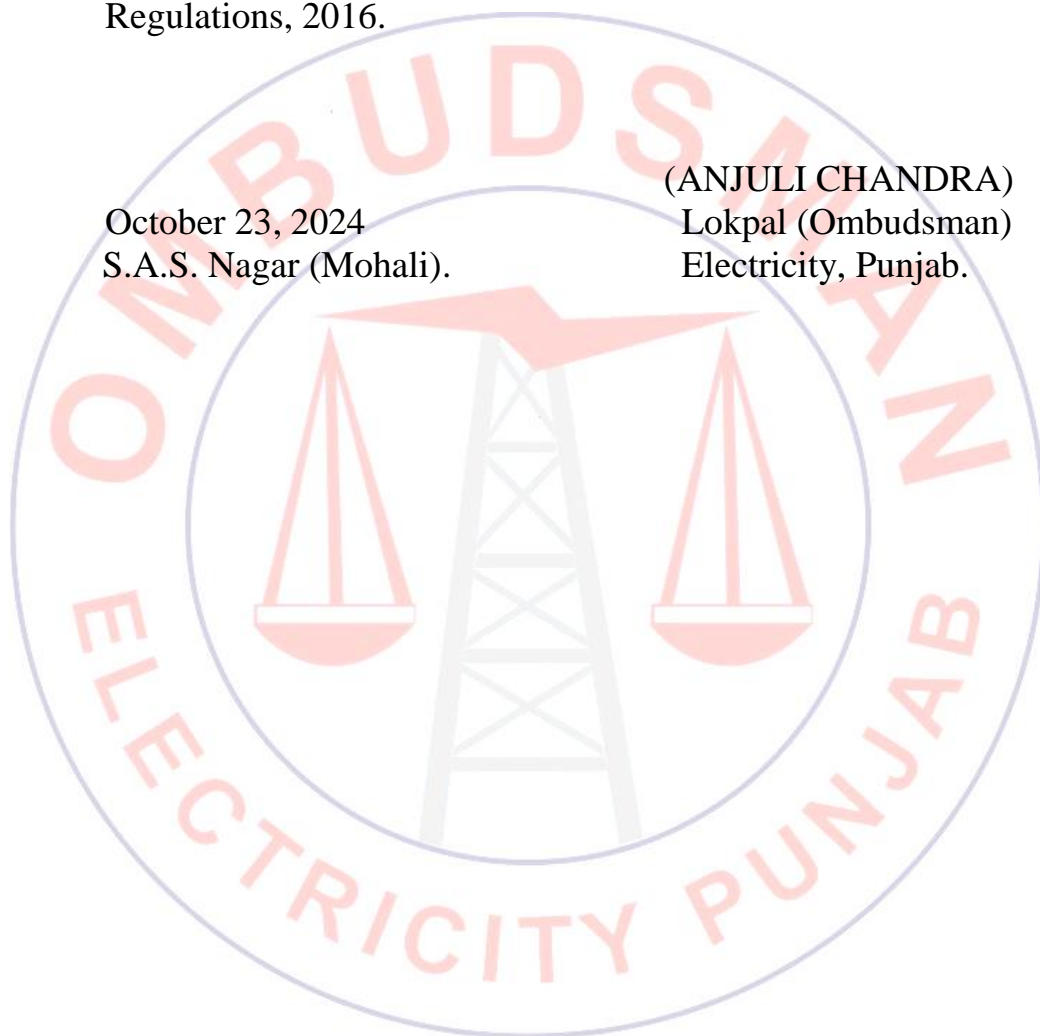 Regulations, 2016.
(ANJULI CHANDRA)
October 23, 2024 Lokpal (Ombudsman)
S.A.S. Nagar (Mohali). Electricity, Punjab.
OMBUDSMAN
ELECTRICITY PUNJAB